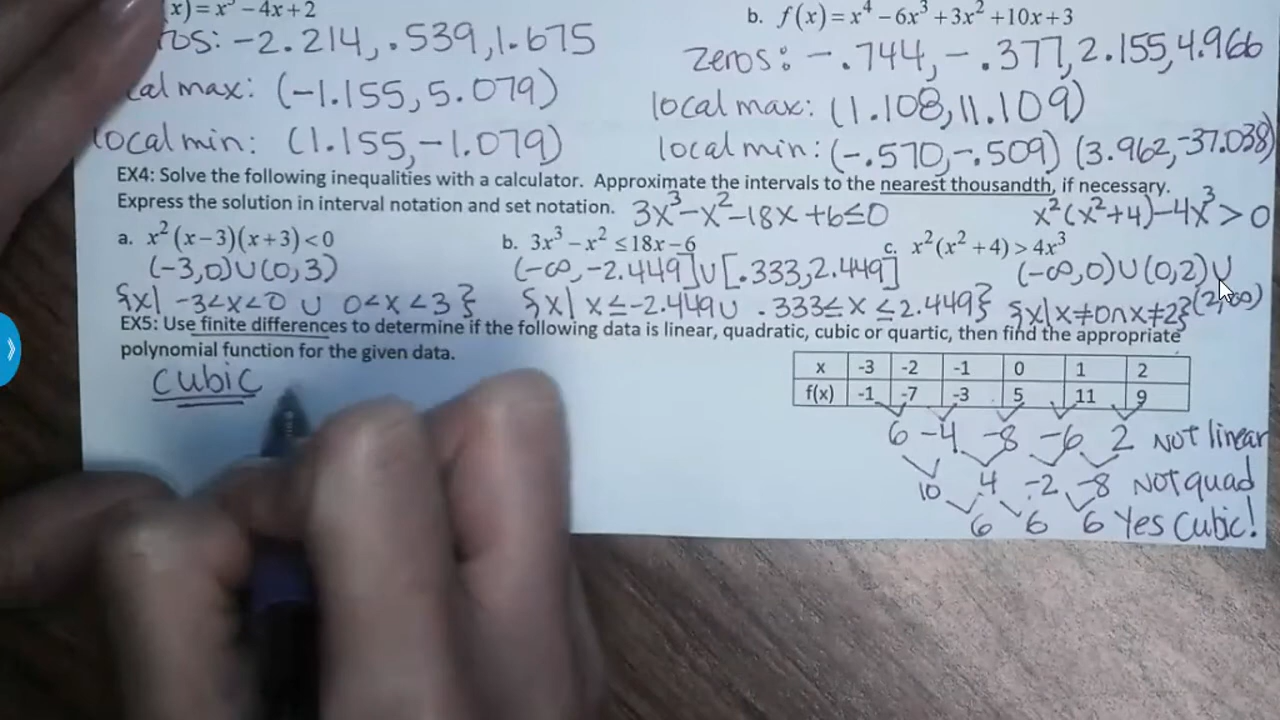 x) = x³ − 4x + 2
b. f(x) = x⁴ − 6x³ + 3x² + 10x + 3
ros: -2.214, .539, 1.675
zeros: -.744, -.377, 2.155, 4.966
cal max: (-1.155, 5.079)
local max: (1.108, 11.109)
local min: (1.155, -1.079)
local min: (-.570, -.509) (3.962, -37.038)
EX4: Solve the following inequalities with a calculator. Approximate the intervals to the nearest thousandth, if necessary.
Express the solution in interval notation and set notation.
3x³-x²-18x+6≤0
x²(x²+4)-4x³>0
a. x²(x−3)(x+3)<0
b. 3x³ − x² ≤ 18x − 6
c. x²(x² + 4) > 4x³
(-3,0)∪(0,3)
(-∞,-2.449]∪[.333,2.449]
(-∞,0)∪(0,2)∪
(2,∞)
{x| -3<x<0 ∪ 0<x<3}
{x| x≤-2.449∪ .333≤x≤2.449}
{x|x≠0∩x≠2}
EX5: Use finite differences to determine if the following data is linear, quadratic, cubic or quartic, then find the appropriate
polynomial function for the given data.
cubic
x -3 -2 -1 0 1 2
f(x) -1 -7 -3 5 11 9
6 -4 -8 -6 2 Not linear
10 4 -2 -8 Not quad
6 6 6 Yes Cubic!